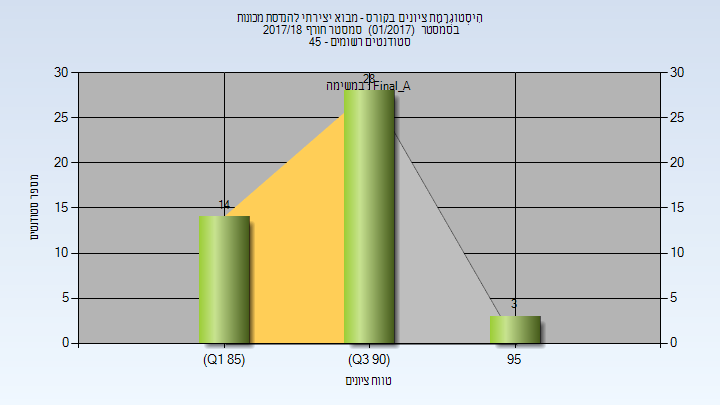 הִיסְטוֹגְרָמַת ציונים בקורס - מבוא יצירתי להנדסת מכונות
בסמסטר (01/2017) סמסטר חורף 2017/18
סטודנטים רשומים - 45
30
30
28
במשימה Final_A
25
25
20
20
14
15
15
מספר סטודנטים
10
10
5
5
3
0
0
(Q1 85)
(Q3 90)
95
טווח ציונים